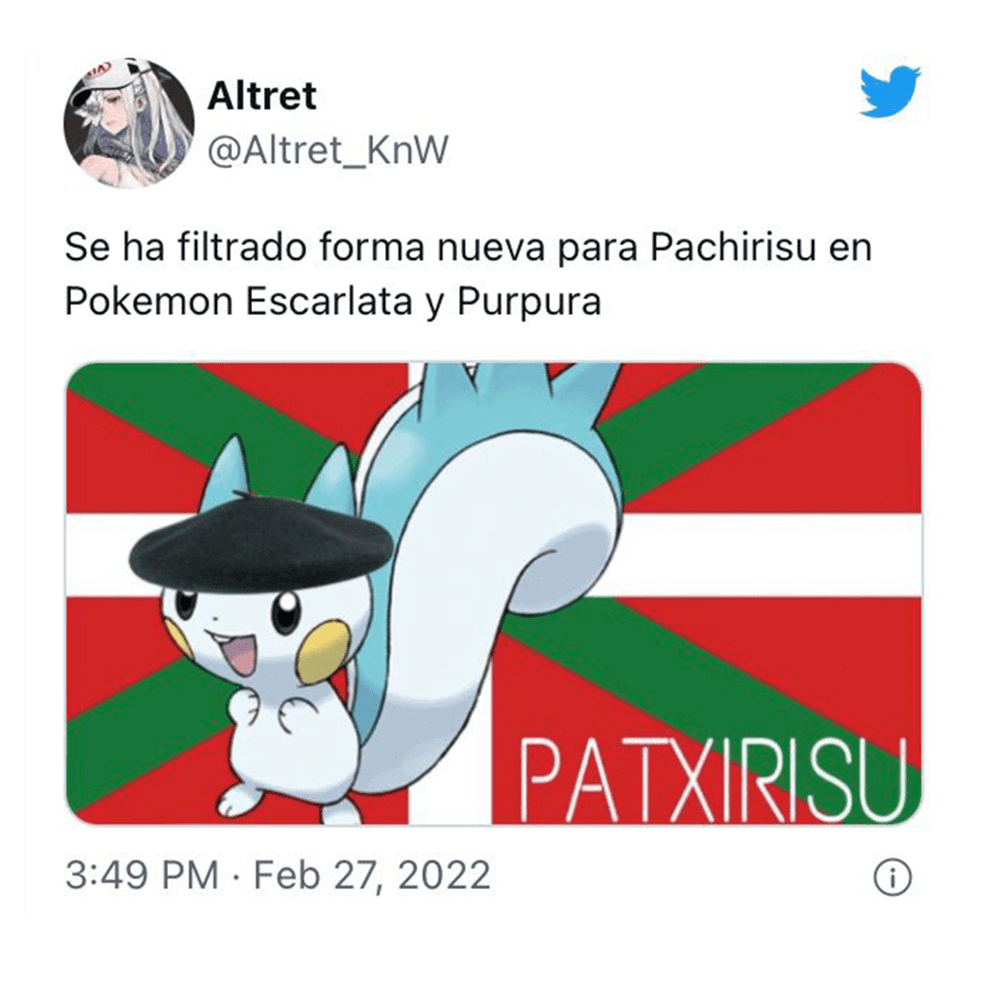 Altret
@Altret_KnW
Se ha filtrado forma nueva para Pachirisu en
Pokemon Escarlata y Purpura
PATXIRISU
3:49 PM · Feb 27, 2022